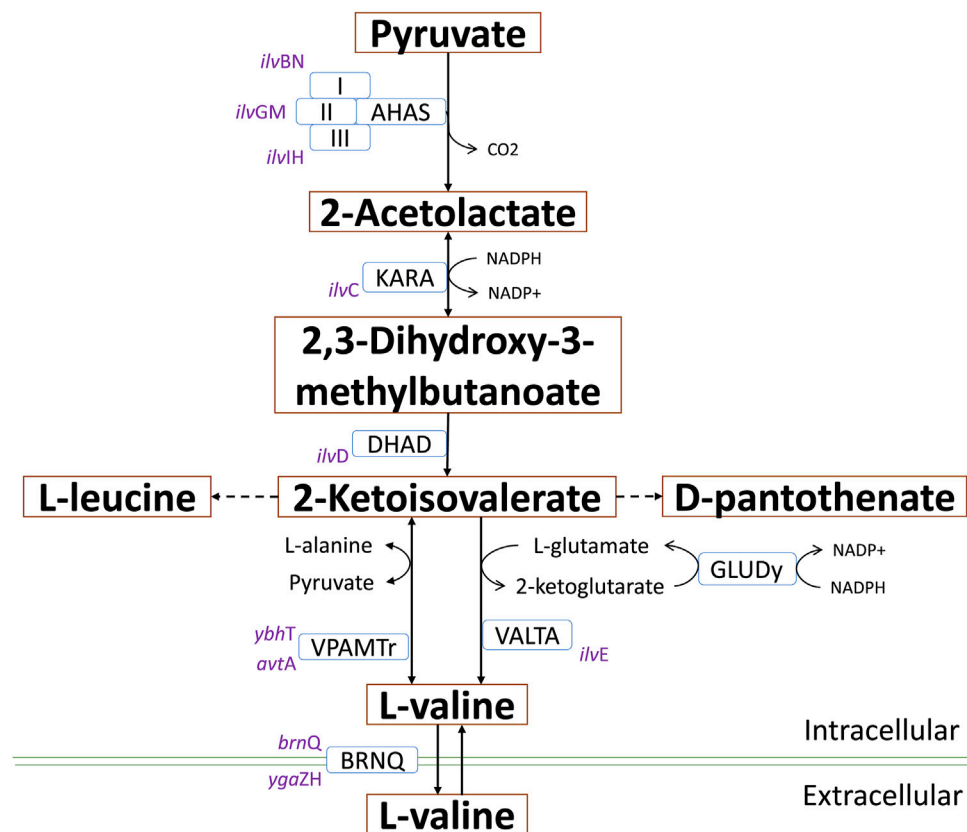 Pyruvate
ilvBN
I
ilvGM
II
AHAS
III
ilvIH
CO2
2-Acetolactate
NADPH
KARA
ilvC
NADP+
2,3-Dihydroxy-3-
methylbutanoate
DHAD
ilvD
L-leucine
2-Ketoisovalerate
D-pantothenate
L-alanine
L-glutamate
NADP+
GLUDy
Pyruvate
2-ketoglutarate
NADPH
ybhT
VPAMTr
avtA
VALTA
ilvE
L-valine
Intracellular
brnQ
BRNQ
ygaZH
Extracellular
L-valine